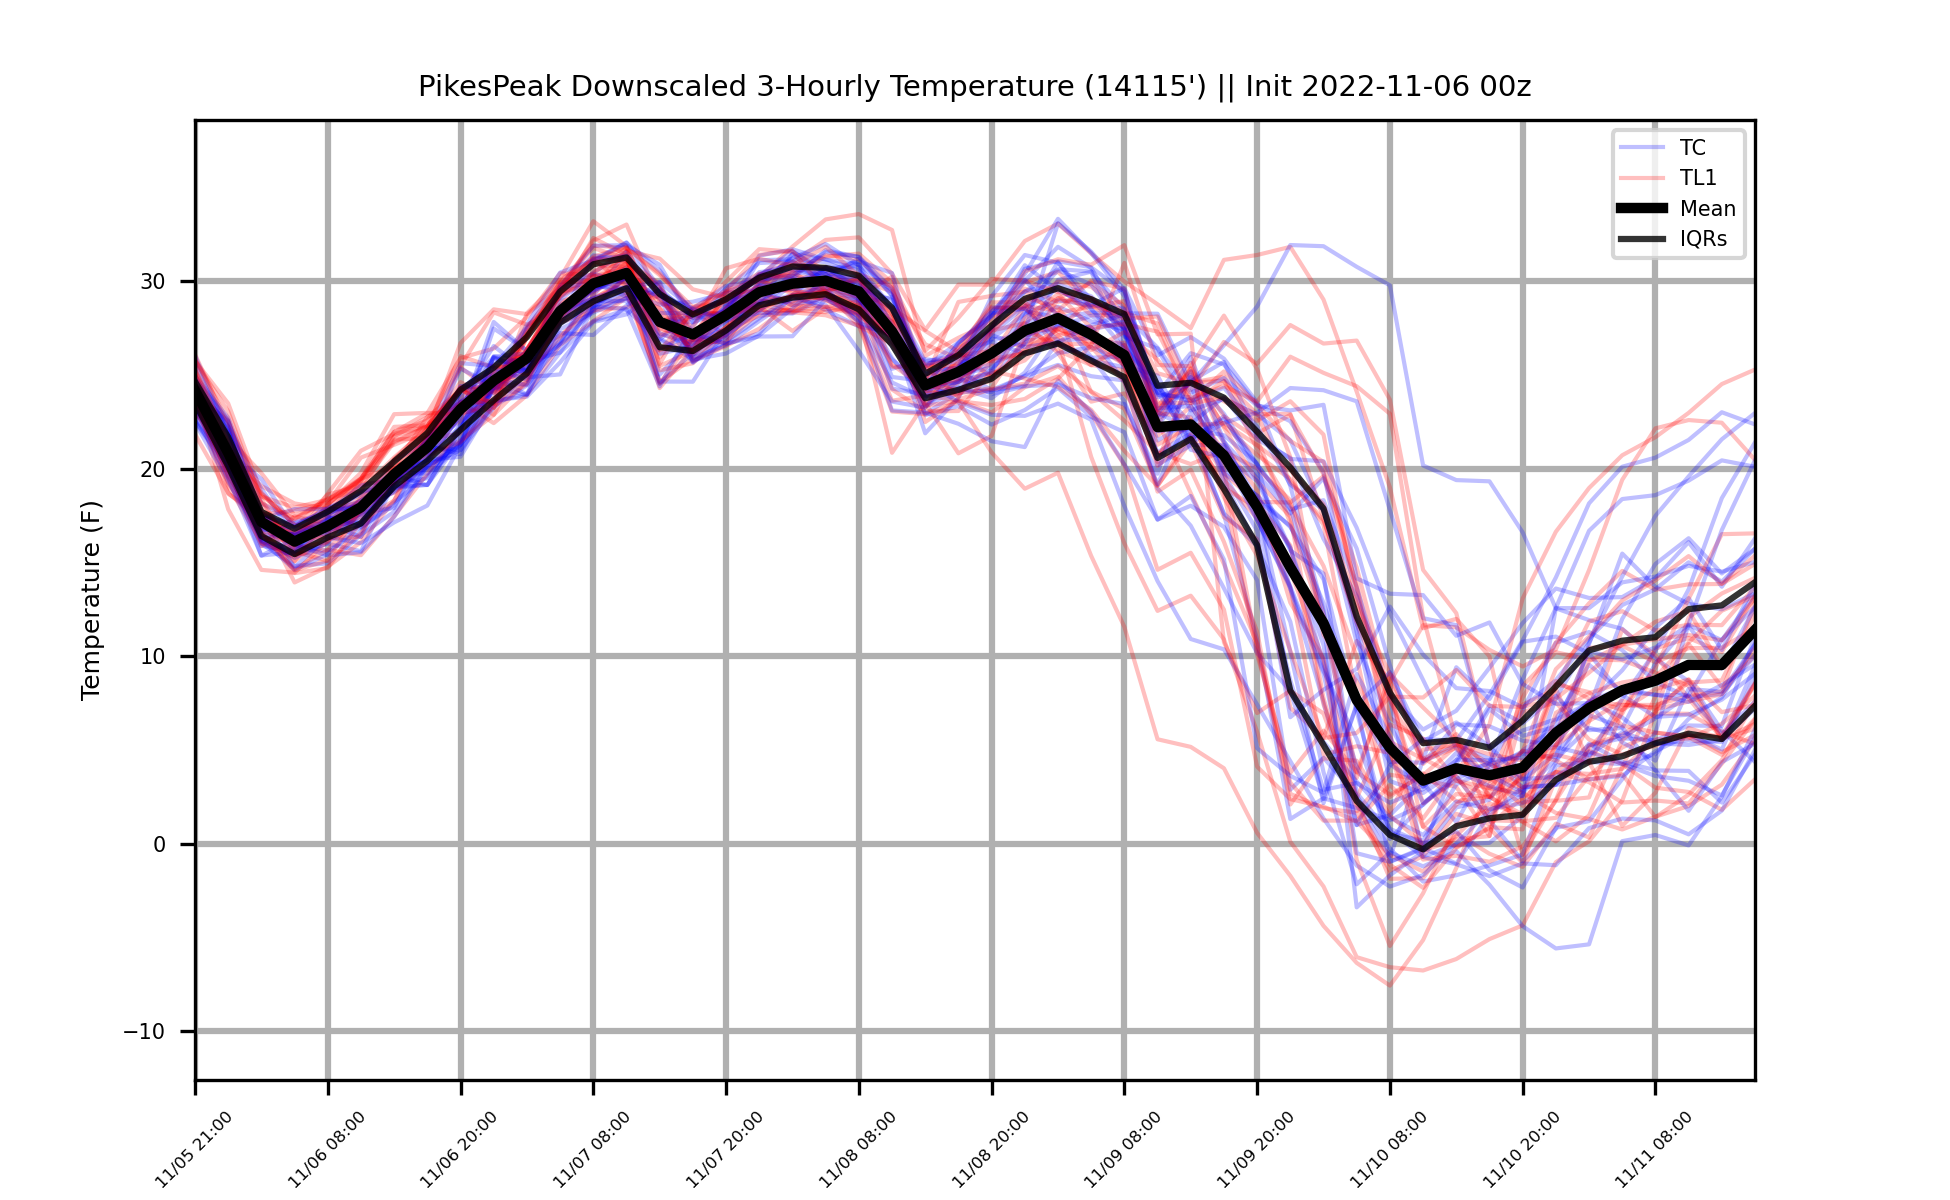 PikesPeak Downscaled 3-Hourly Temperature (14115') || Init 2022-11-06 00z
TC
TL1
Mean
IQRs
Temperature (F)
30
20
10
0
−10
11/05 21:00
11/06 08:00
11/06 20:00
11/07 08:00
11/07 20:00
11/08 08:00
11/08 20:00
11/09 08:00
11/09 20:00
11/10 08:00
11/10 20:00
11/11 08:00